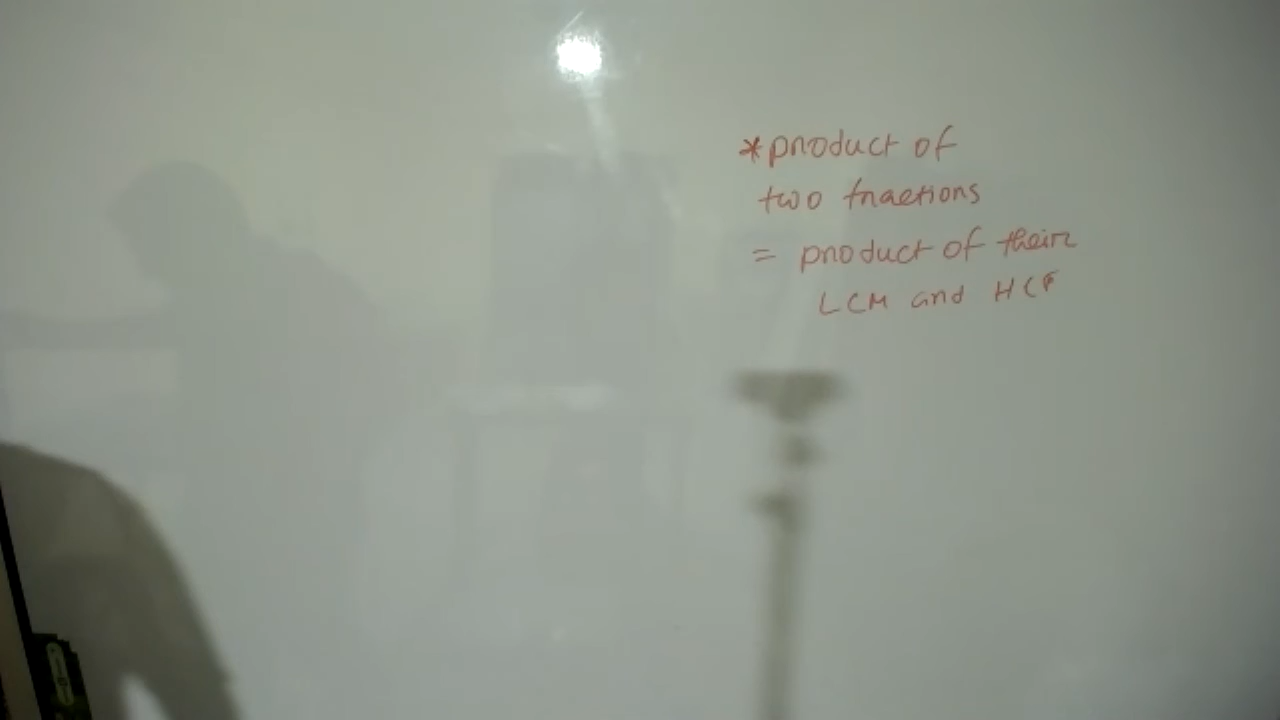 *product of
two fractions
= product of their
LCM and HCF